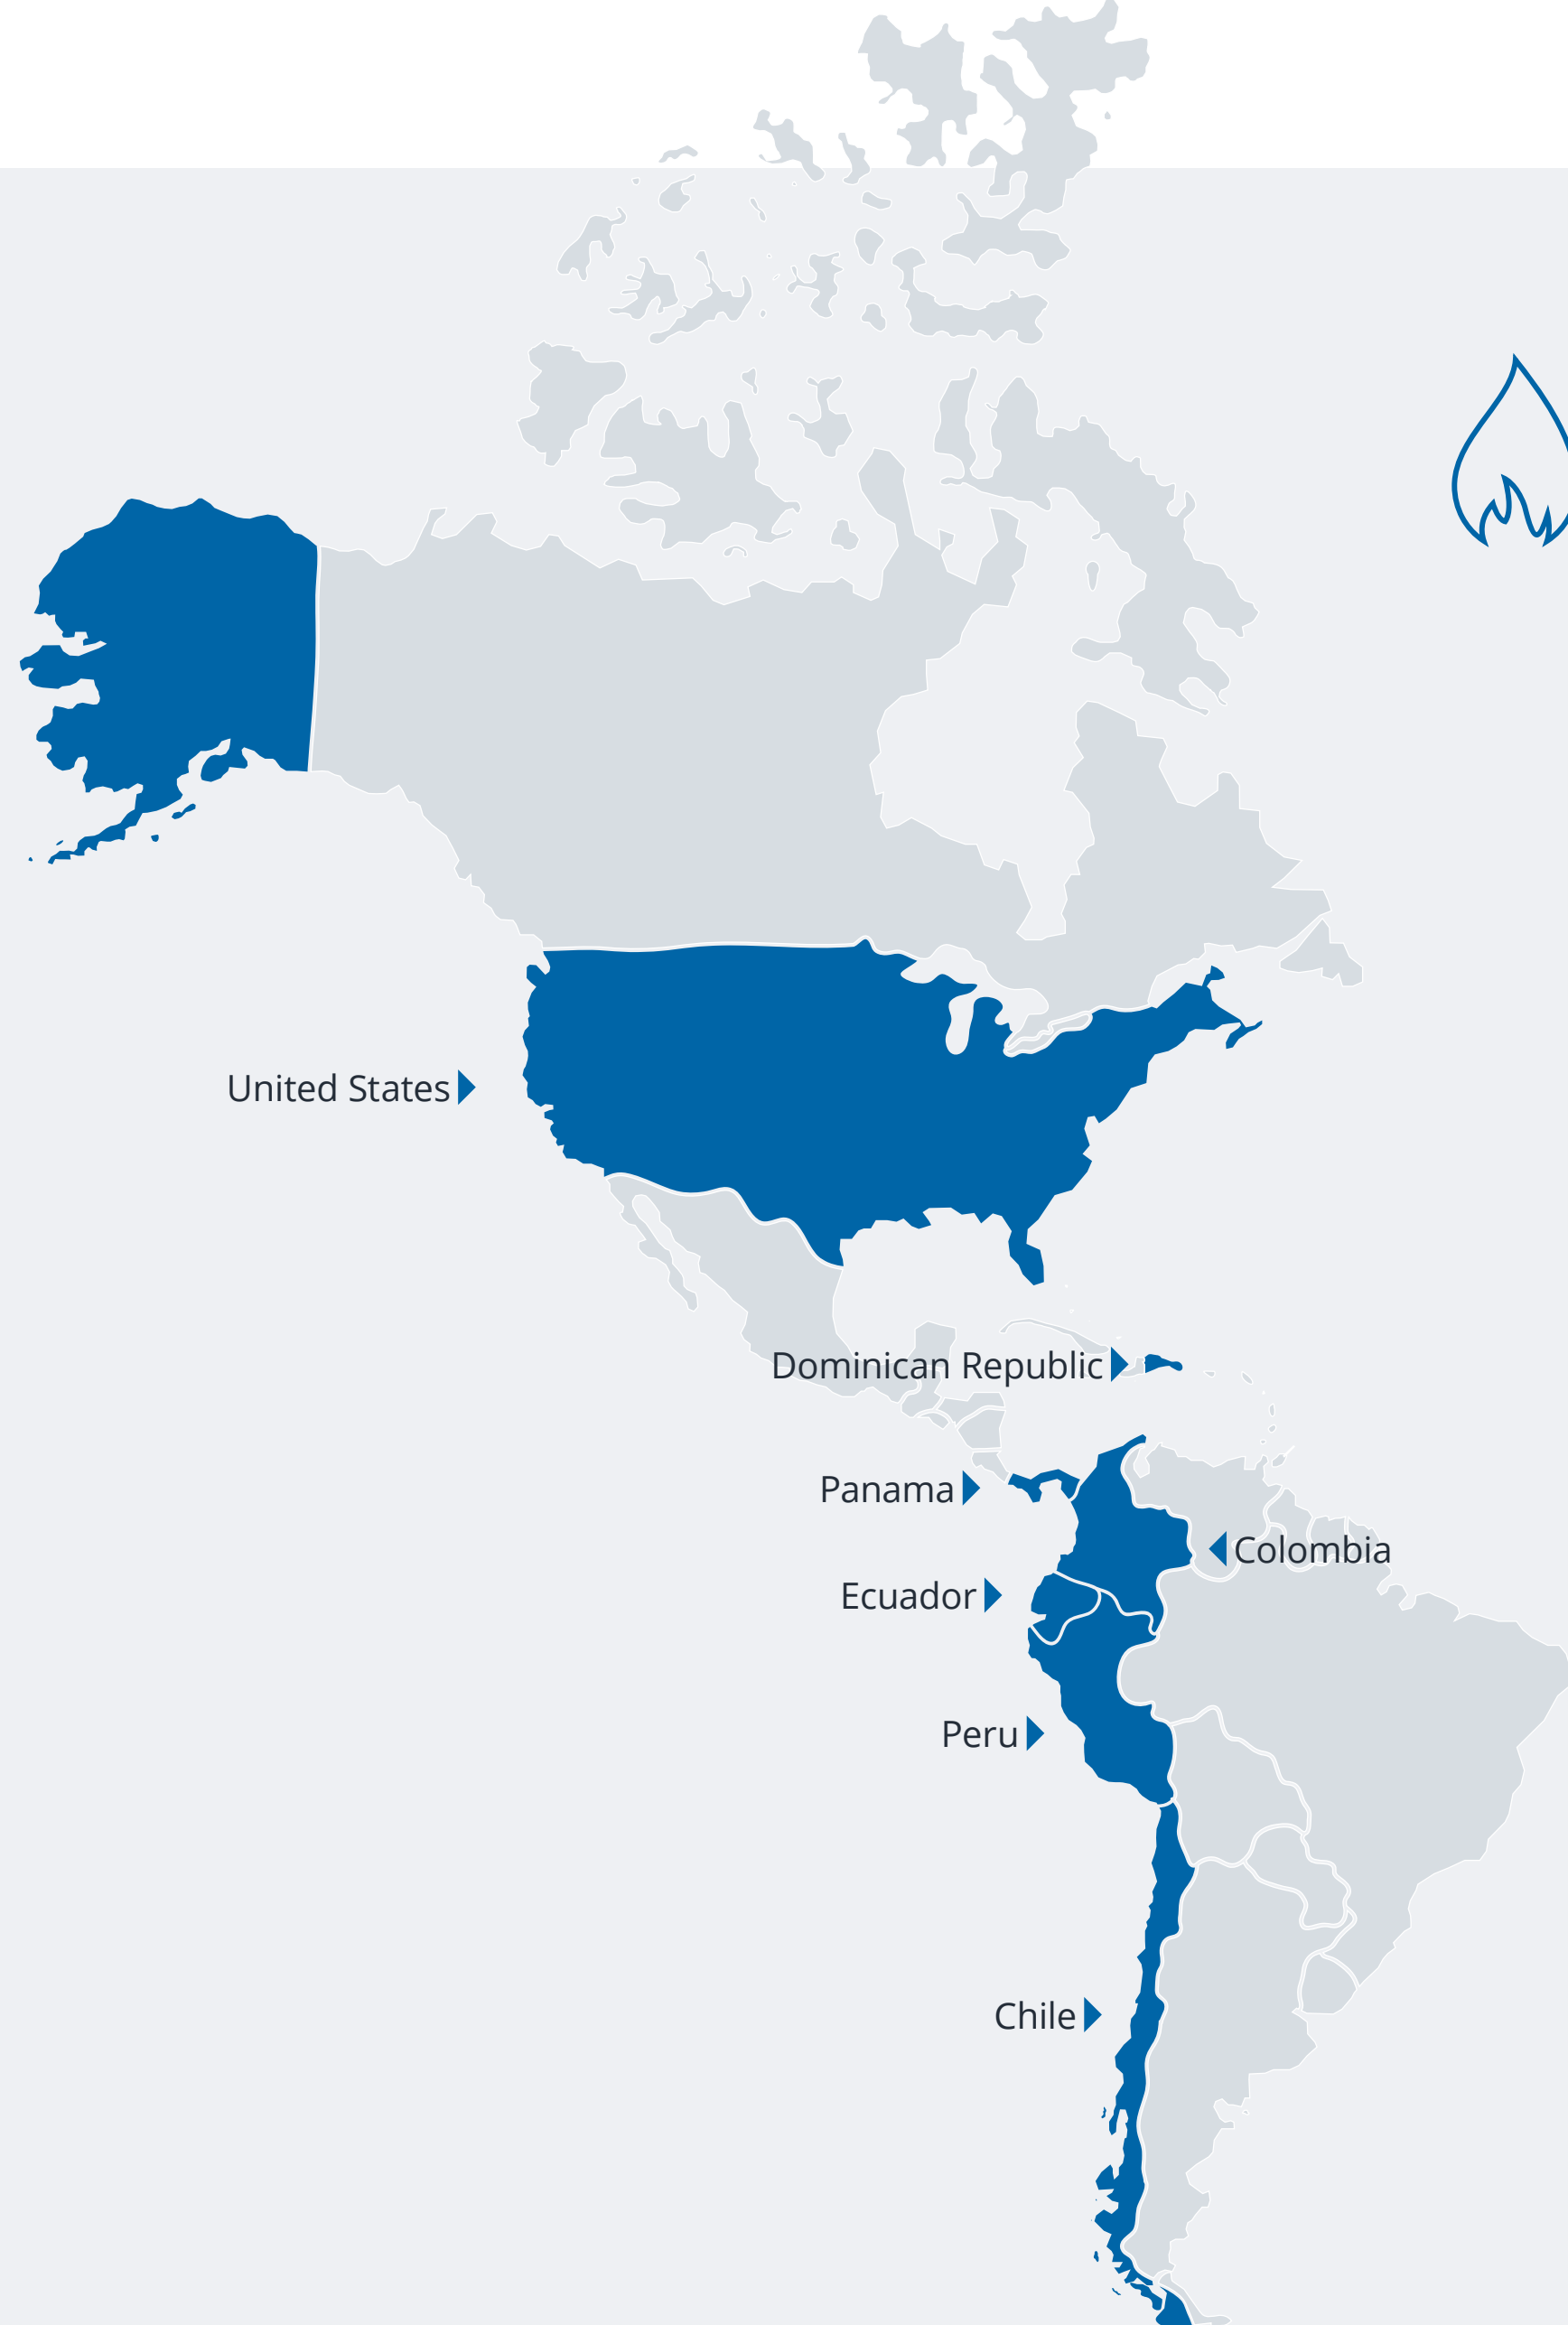 United States
Dominican Republic
Panama
Colombia
Ecuador
Peru
Chile